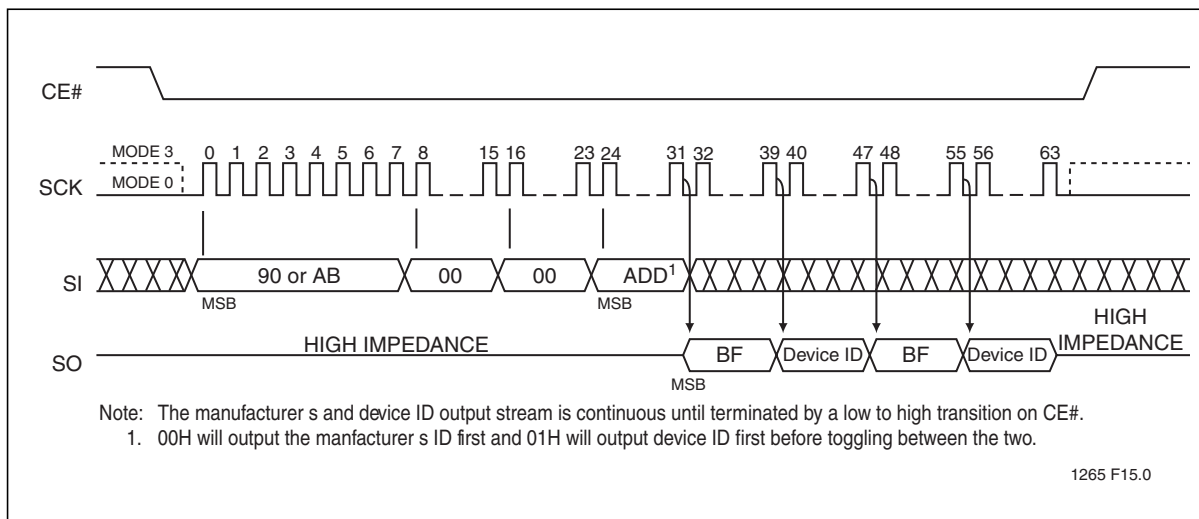 CE#
MODE 3
0 1 2 3 4 5 6 7 8 15 16 23 24 31 32 39 40 47 48 55 56 63
SCK
MODE 0
SI
90 or AB 00 00 ADD1
MSB MSB
HIGH
HIGH IMPEDANCE IMPEDANCE
SO
BF Device ID BF Device ID
MSB
Note: The manufacturer s and device ID output stream is continuous until terminated by a low to high transition on CE#.
1. 00H will output the manfacturer s ID first and 01H will output device ID first before toggling between the two.
1265 F15.0